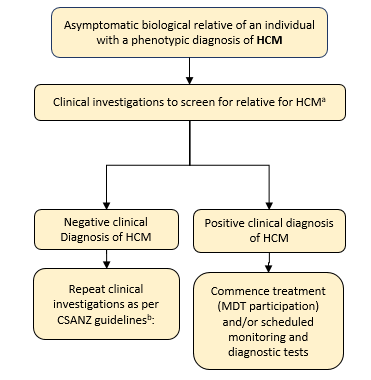 Asymptomatic biological relative of an individual
with a phenotypic diagnosis of HCM
Clinical investigations to screen for relative for HCMᵃ
Negative clinical
Diagnosis of HCM
Positive clinical diagnosis
of HCM
Repeat clinical
investigations as per
CSANZ guidelinesᵇ:
Commence treatment
(MDT participation)
and/or scheduled
monitoring and
diagnostic tests